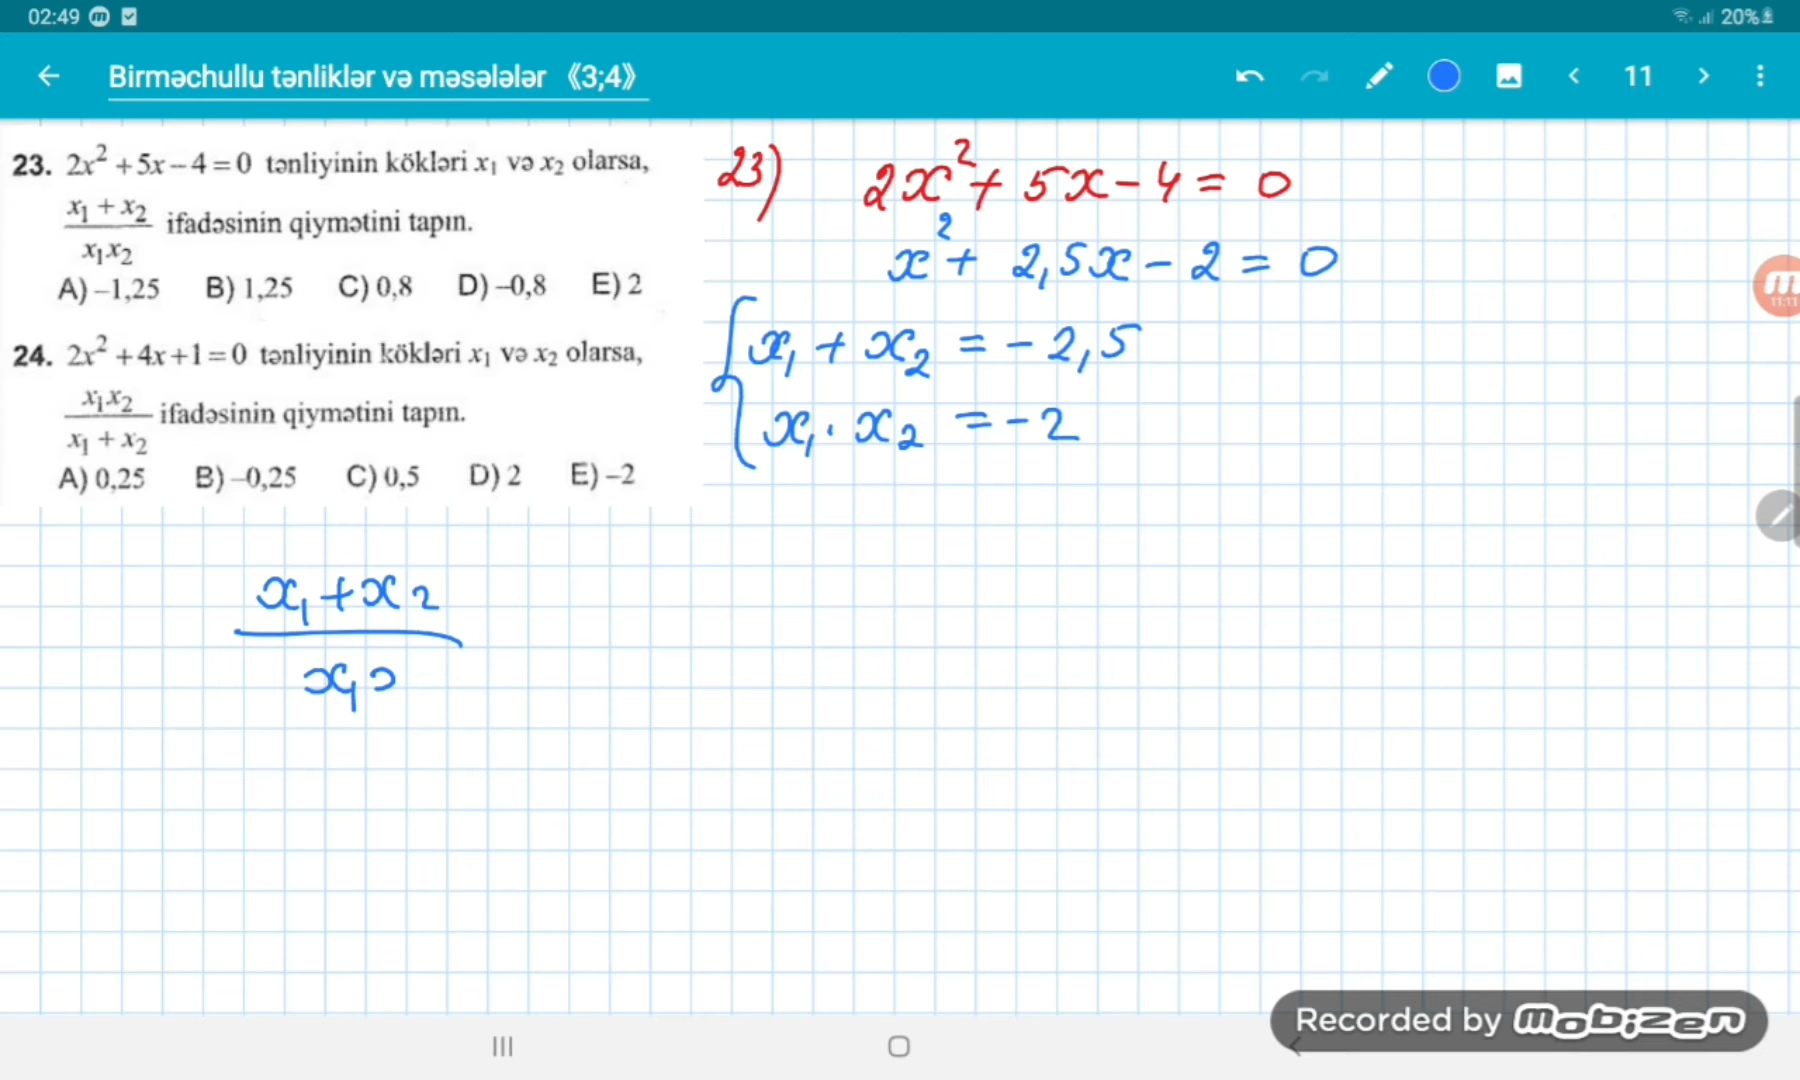 02:49
20%
Birməchullu tənliklər və məsələlər 《3;4》
11
23. 2x² + 5x – 4 = 0 tənliyinin kökləri x₁ və x₂ olarsa,
x₁ + x₂
x₁x₂
ifadəsinin qiymətini tapın.
A) –1,25 B) 1,25 C) 0,8 D) –0,8 E) 2
24. 2x² + 4x + 1 = 0 tənliyinin kökləri x₁ və x₂ olarsa,
x₁x₂
x₁ + x₂
ifadəsinin qiymətini tapın.
A) 0,25 B) –0,25 C) 0,5 D) 2 E) –2
23) 2x² + 5x – 4 = 0
x² + 2,5x – 2 = 0
x₁ + x₂ = – 2,5
x₁ · x₂ = – 2
x₁ + x₂
x₁ x
11:11
Recorded by mobizen